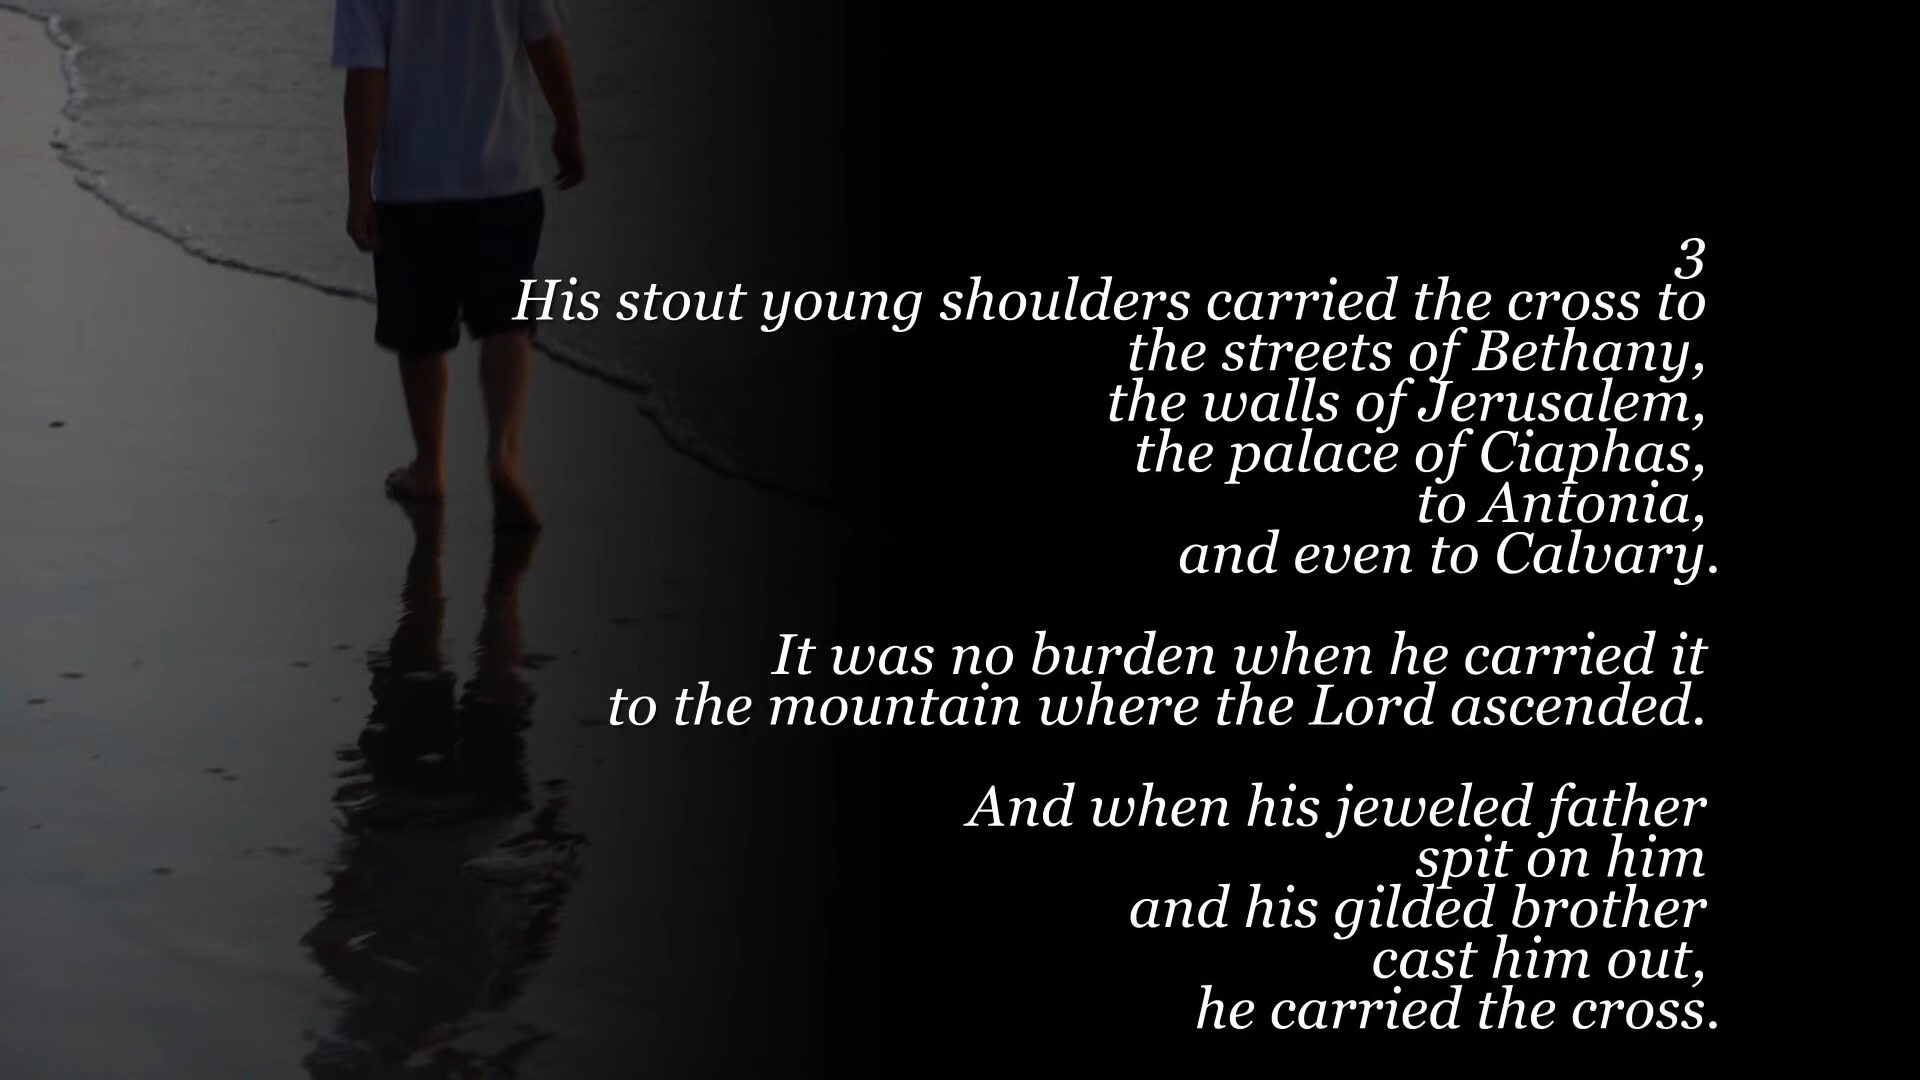 3
His stout young shoulders carried the cross to
the streets of Bethany,
the walls of Jerusalem,
the palace of Ciaphas,
to Antonia,
and even to Calvary.
It was no burden when he carried it
to the mountain where the Lord ascended.
And when his jeweled father
spit on him
and his gilded brother
cast him out,
he carried the cross.